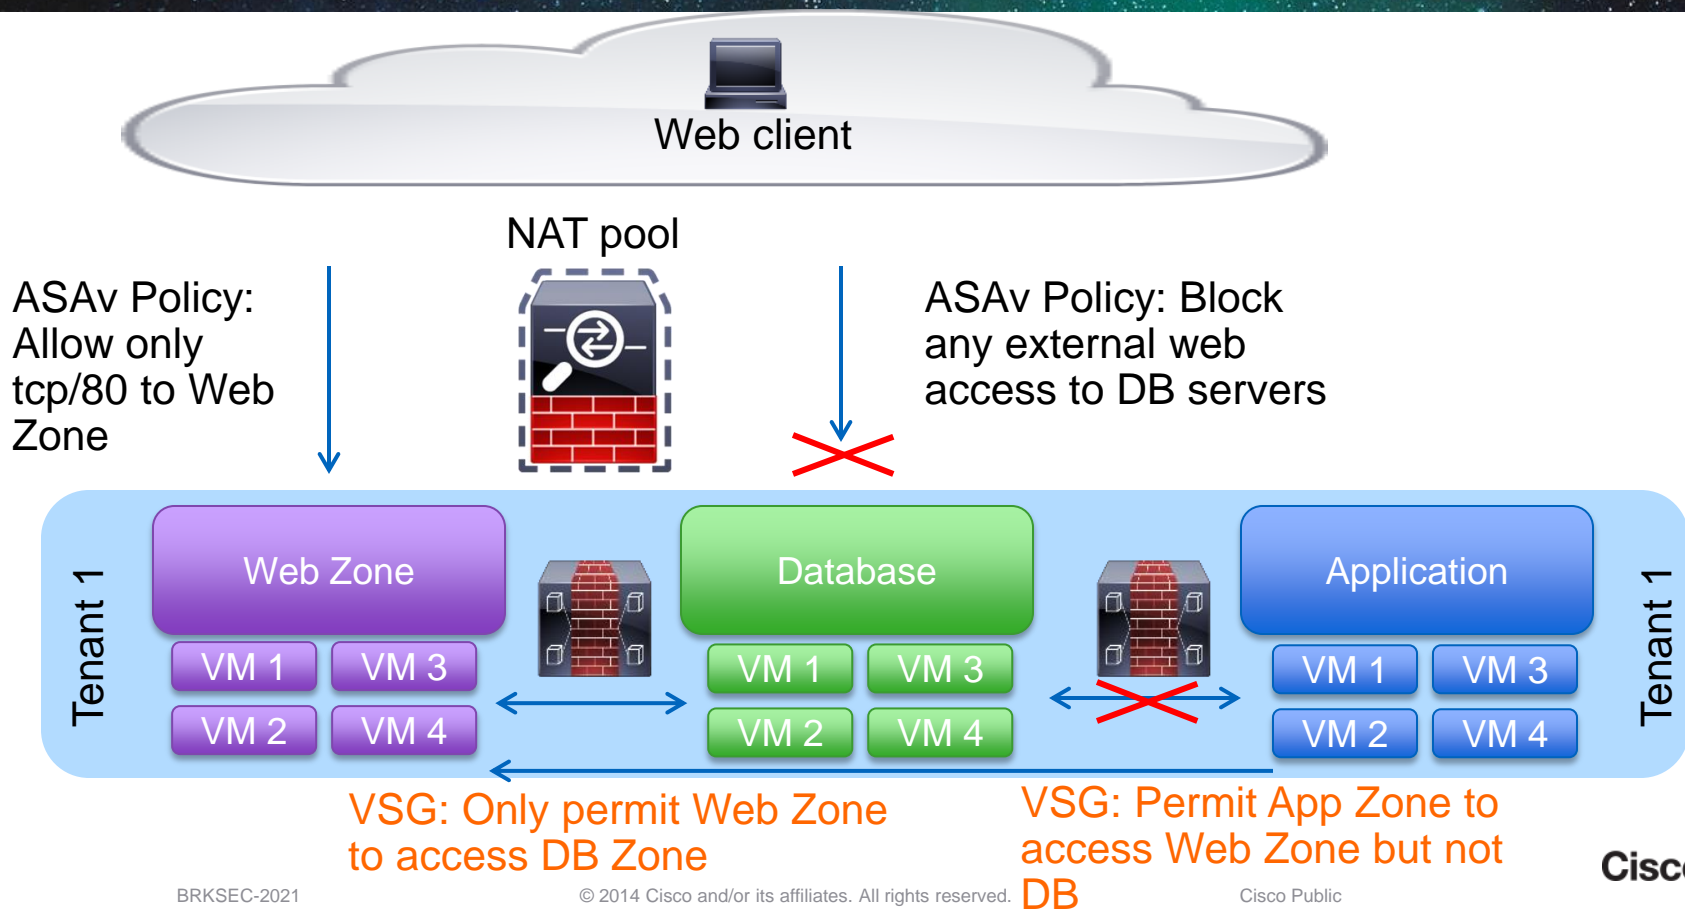 Web client
NAT pool
ASAv Policy:
Allow only
tcp/80 to Web
Zone
ASAv Policy: Block
any external web
access to DB servers
Tenant 1
Web Zone
VM 1
VM 3
VM 2
VM 4
Database
VM 1
VM 3
VM 2
VM 4
Application
VM 1
VM 3
VM 2
VM 4
Tenant 1
VSG: Only permit Web Zone
to access DB Zone
VSG: Permit App Zone to
access Web Zone but not
DB
BRKSEC-2021
© 2014 Cisco and/or its affiliates. All rights reserved.
Cisco Public
Cisc